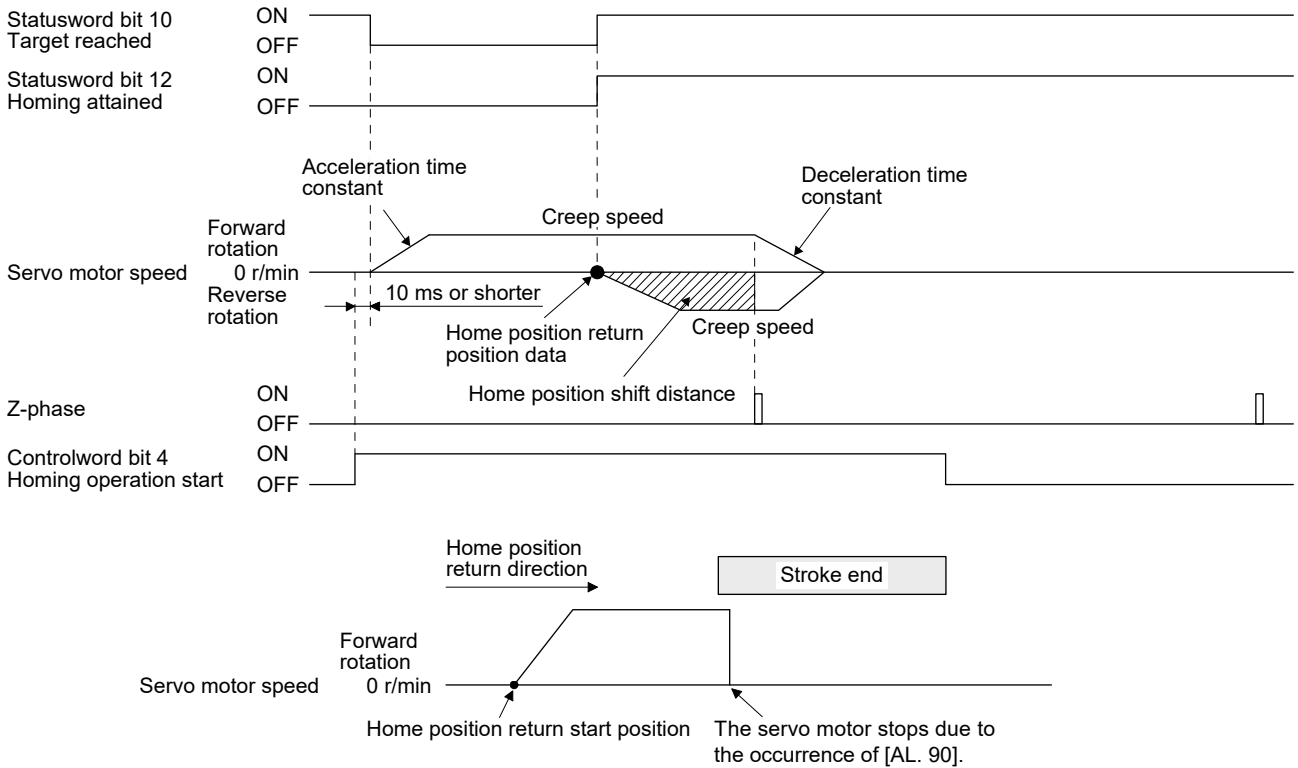 Statusword bit 10
Target reached
ON
OFF
Statusword bit 12
Homing attained
ON
OFF
Acceleration time
constant
Deceleration time
constant
Creep speed
Forward
rotation
Servo motor speed
0 r/min
Reverse
rotation
10 ms or shorter
Home position return
position data
Creep speed
Home position shift distance
Z-phase
ON
OFF
Controlword bit 4
Homing operation start
ON
OFF
Home position
return direction
Stroke end
Forward
rotation
Servo motor speed
0 r/min
Home position return start position
The servo motor stops due to
the occurrence of [AL. 90].